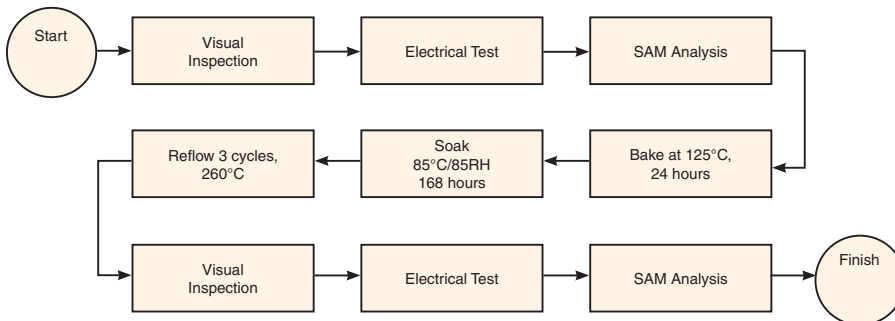 Start
Visual
Inspection
Electrical Test
SAM Analysis
Bake at 125°C,
24 hours
Soak
85°C/85RH
168 hours
Reflow 3 cycles,
260°C
Visual
Inspection
Electrical Test
SAM Analysis
Finish